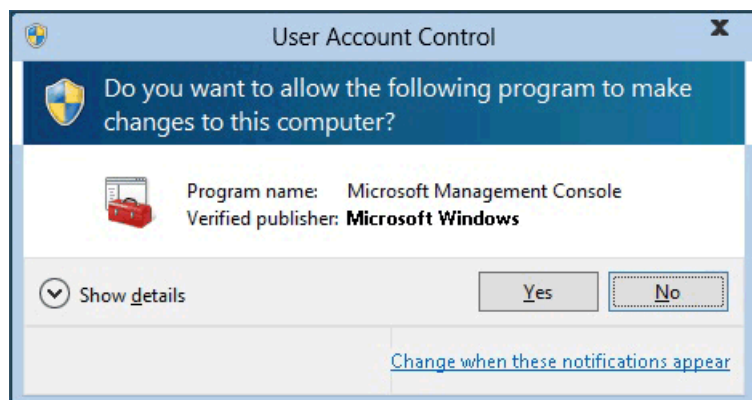 User Account Control
Do you want to allow the following program to make
changes to this computer?
Program name: Microsoft Management Console
Verified publisher: Microsoft Windows
Show details
Yes
No
Change when these notifications appear